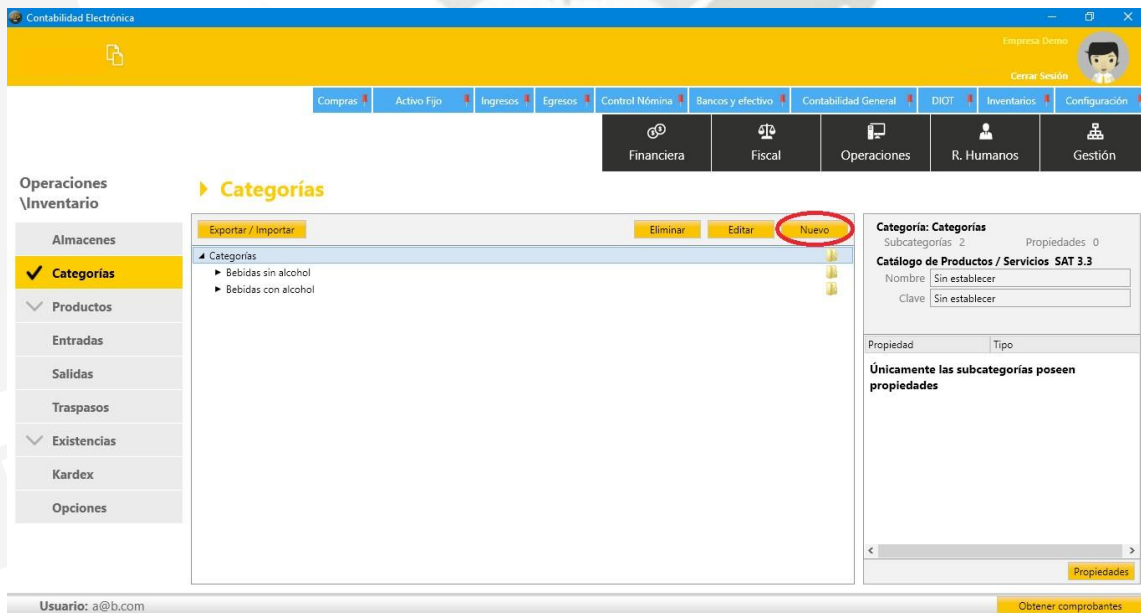 Contabilidad Electrónica
Empresa Demo
Cerrar Sesión
Compras Activo Fijo Ingresos Egresos Control Nómina Bancos y efectivo Contabilidad General DIOT Inventarios Configuración
Financiera Fiscal Operaciones R. Humanos Gestión
Operaciones
\Inventario
Categorías
Almacenes
Categorías
Productos
Entradas
Salidas
Traspasos
Existencias
Kardex
Opciones
Exportar / Importar Eliminar Editar Nuevo
Categorías
Bebidas sin alcohol
Bebidas con alcohol
Categoría: Categorías
Subcategorías 2 Propiedades 0
Catálogo de Productos / Servicios SAT 3.3
Nombre Sin establecer
Clave Sin establecer
Propiedad Tipo
Únicamente las subcategorías poseen
propiedades
Propiedades
Usuario: a@b.com
Obtener comprobantes